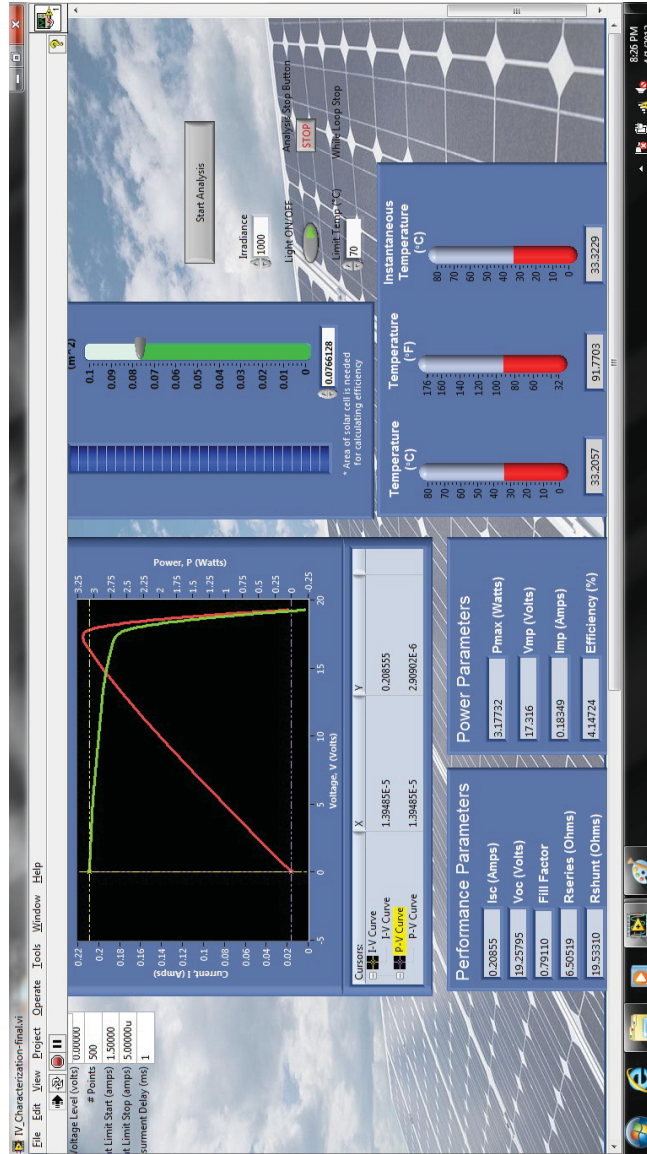 IV_Characterization-final.vi
File Edit View Project Operate Tools Window Help
Voltage Level (volts) 0.00000
# Points 500
nt Limit Start (amps) 1.50000
nt Limit Stop (amps) 5.00000u
asurment Delay (ms) 1
Current, I (Amps)
0.22
0.2
0.18
0.16
0.14
0.12
0.1
0.08
0.06
0.04
0.02
0
-5 0 5 10 15 20
Voltage, V (Volts)
Power, P (Watts)
3.25
3
2.75
2.5
2.25
2
1.75
1.5
1.25
1
0.75
0.5
0.25
0
-0.25
Cursors: X Y
I-V Curve
I-V Curve 1.39485E-5 0.208555
P-V Curve
P-V Curve 1.39485E-5 2.90902E-6
Performance Parameters
0.20855 Isc (Amps)
19.25795 Voc (Volts)
0.79110 Fill Factor
6.50519 Rseries (Ohms)
19.53310 Rshunt (Ohms)
Power Parameters
3.17732 Pmax (Watts)
17.316 Vmp (Volts)
0.18349 Imp (Amps)
4.14724 Efficiency (%)
(m^2)
0.1
0.09
0.08
0.07
0.06
0.05
0.04
0.03
0.02
0.01
0
0.0766128
* Area of solar cell is needed
for calculating efficiency
Start Analysis
Irradiance
1000
Light ON/OFF
Limit Temp (°C)
70
Analysis Stop Button
STOP
While Loop Stop
Temperature
(°C)
80
70
60
50
40
30
20
10
0
33.2057
Temperature
(°F)
176
160
140
120
100
80
60
32
91.7703
Instantaneous
Temperature
(°C)
80
70
60
50
40
30
20
10
0
33.3229
8:26 PM